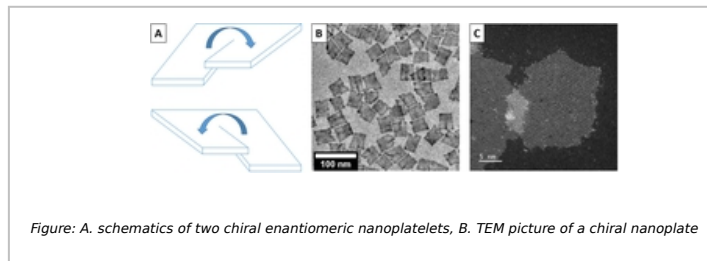 A B C
100 nm
5 nm
Figure: A. schematics of two chiral enantiomeric nanoplatelets, B. TEM picture of a chiral nanoplate